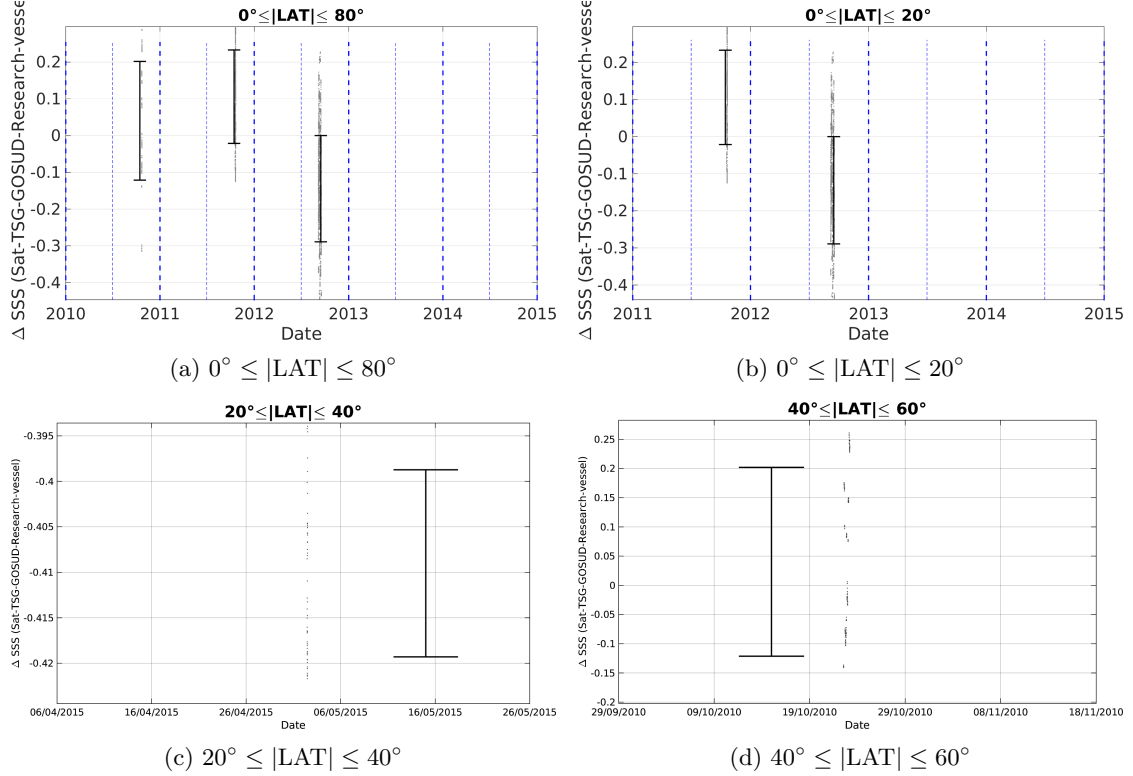 0°≤|LAT|≤ 80°
Δ SSS (Sat-TSG-GOSUD-Research-vesse
0.2
0.1
0
-0.1
-0.2
-0.3
-0.4
2010 2011 2012 2013 2014 2015
Date
(a) 0° ≤ |LAT| ≤ 80°
0°≤|LAT|≤ 20°
Δ SSS (Sat-TSG-GOSUD-Research-vesse
0.2
0.1
0
-0.1
-0.2
-0.3
-0.4
2011 2012 2013 2014 2015
Date
(b) 0° ≤ |LAT| ≤ 20°
20°≤|LAT|≤ 40°
Δ SSS (Sat-TSG-GOSUD-Research-vessel)
-0.395
-0.4
-0.405
-0.41
-0.415
-0.42
06/04/2015 16/04/2015 26/04/2015 06/05/2015 16/05/2015 26/05/2015
Date
(c) 20° ≤ |LAT| ≤ 40°
40°≤|LAT|≤ 60°
Δ SSS (Sat-TSG-GOSUD-Research-vessel)
0.25
0.2
0.15
0.1
0.05
0
-0.05
-0.1
-0.15
-0.2
29/09/2010 09/10/2010 19/10/2010 29/10/2010 08/11/2010 18/11/2010
Date
(d) 40° ≤ |LAT| ≤ 60°